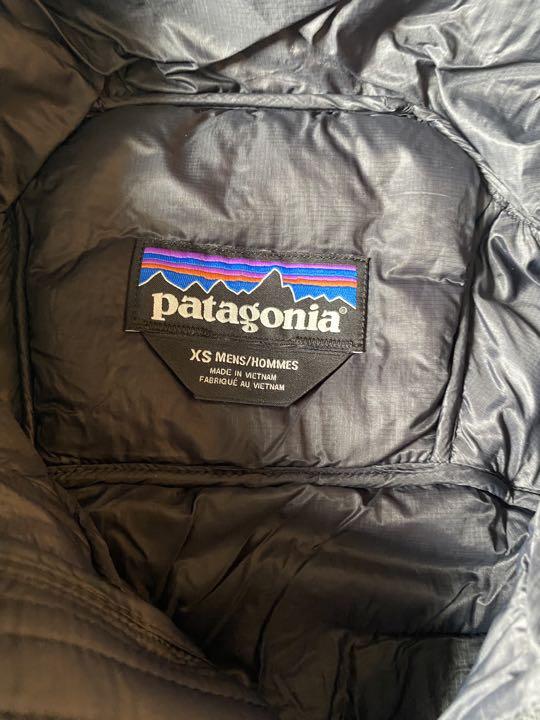 patagonia®
XS MENS/HOMMES
MADE IN VIETNAM
FABRIQUÉ AU VIETNAM